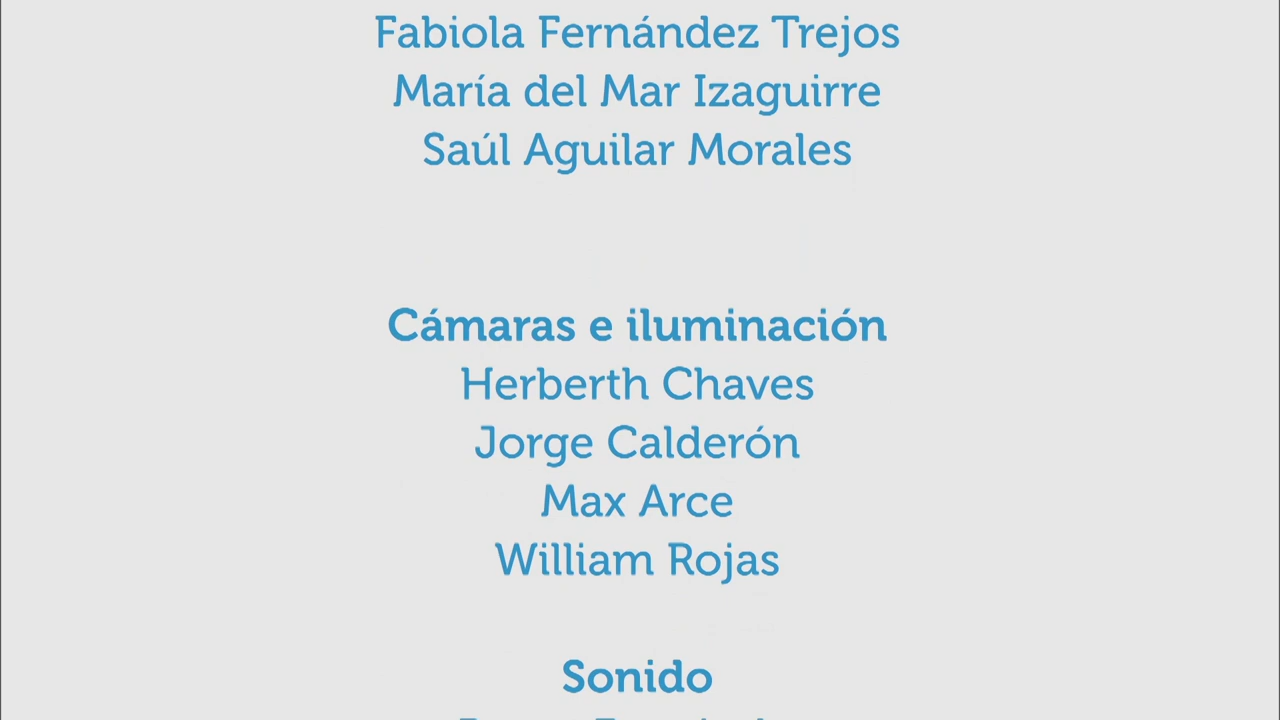 Fabiola Fernández Trejos
María del Mar Izaguirre
Saúl Aguilar Morales
Cámaras e iluminación
Herberth Chaves
Jorge Calderón
Max Arce
William Rojas
Sonido